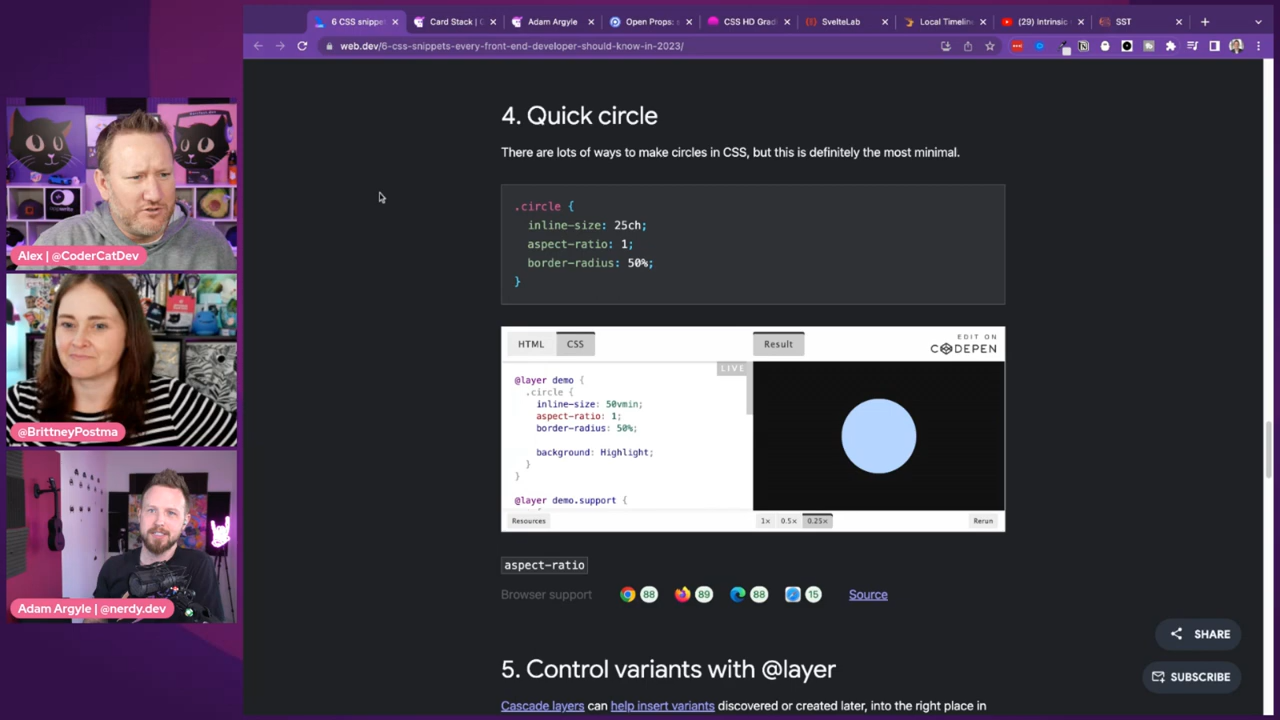 6 CSS snippet
Card Stack | C
Adam Argyle
Open Props: s
CSS HD Grad
SvelteLab
Local Timeline
(29) Intrinsic
SST
web.dev/6-css-snippets-every-front-end-developer-should-know-in-2023/
4. Quick circle
There are lots of ways to make circles in CSS, but this is definitely the most minimal.
.circle {
inline-size: 25ch;
aspect-ratio: 1;
border-radius: 50%;
}
HTML
CSS
Result
EDIT ON
CODEPEN
LIVE
@layer demo {
.circle {
inline-size: 50vmin;
aspect-ratio: 1;
border-radius: 50%;
background: Highlight;
}
}
@layer demo.support {
Resources
1×
0.5×
0.25×
Rerun
aspect-ratio
Browser support
88
89
88
15
Source
5. Control variants with @layer
Cascade layers can help insert variants discovered or created later, into the right place in
SHARE
SUBSCRIBE
Alex | @CoderCatDev
@BrittneyPostma
Adam Argyle | @nerdy.dev